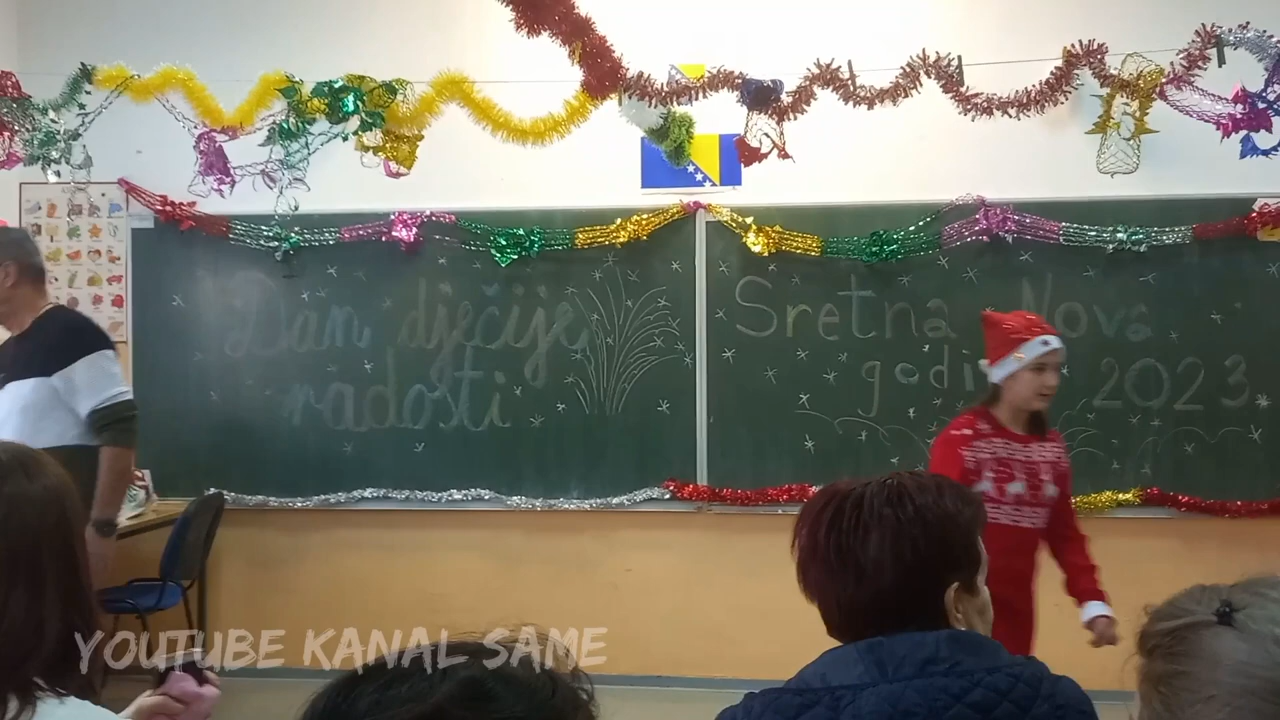 Dan dječije
radosti
Sretna Nova
godi 2023
YOUTUBE KANAL SAME